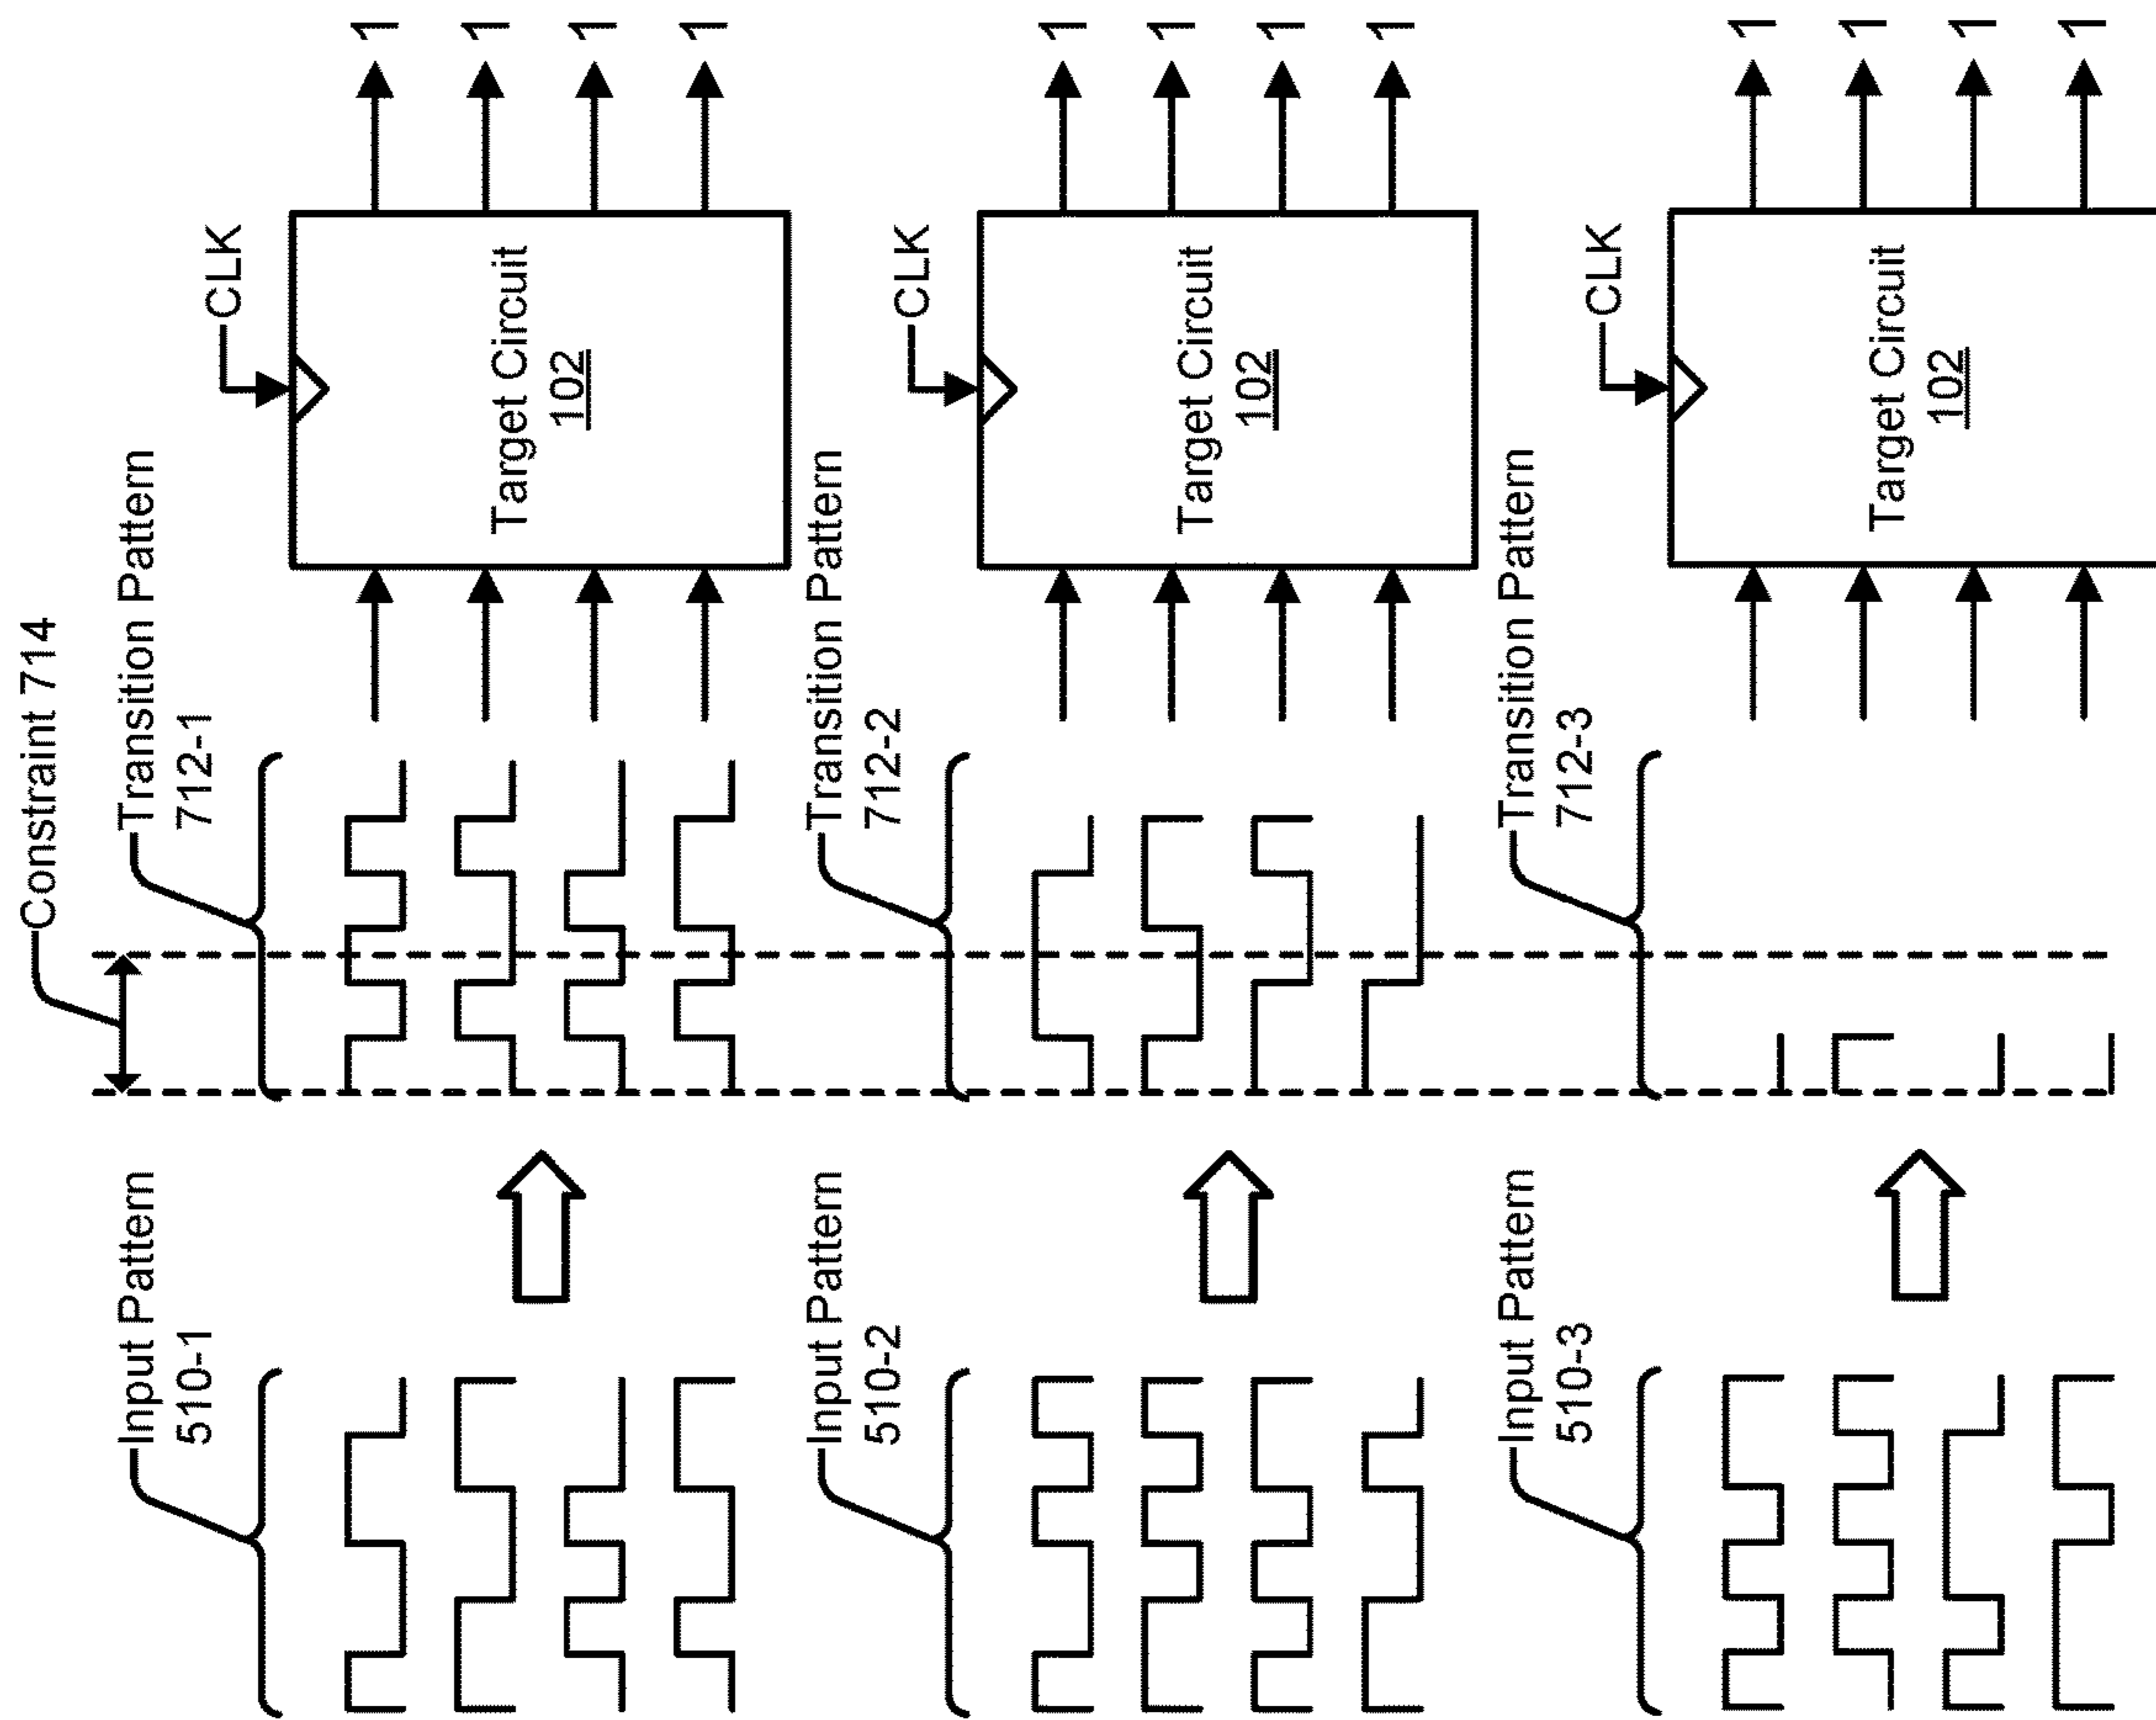 Constraint 714
Input Pattern
510-1
Transition Pattern
712-1
CLK
Target Circuit
102
1
1
1
1
Input Pattern
510-2
Transition Pattern
712-2
CLK
Target Circuit
102
1
1
1
1
Input Pattern
510-3
Transition Pattern
712-3
CLK
Target Circuit
102
1
1
1
1